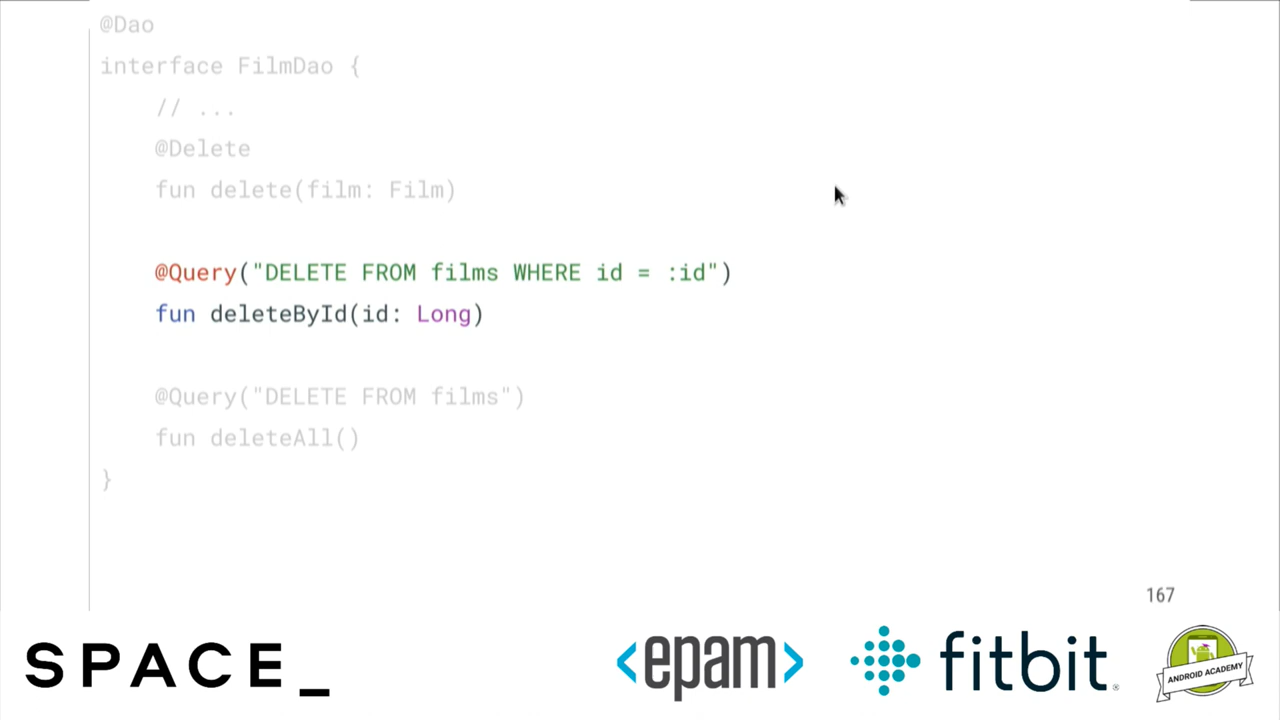 @Dao
interface FilmDao {
// ...
@Delete
fun delete(film: Film)
@Query("DELETE FROM films WHERE id = :id")
fun deleteById(id: Long)
@Query("DELETE FROM films")
fun deleteAll()
}
167
SPACE_
<epam>
fitbit®
ANDROID ACADEMY